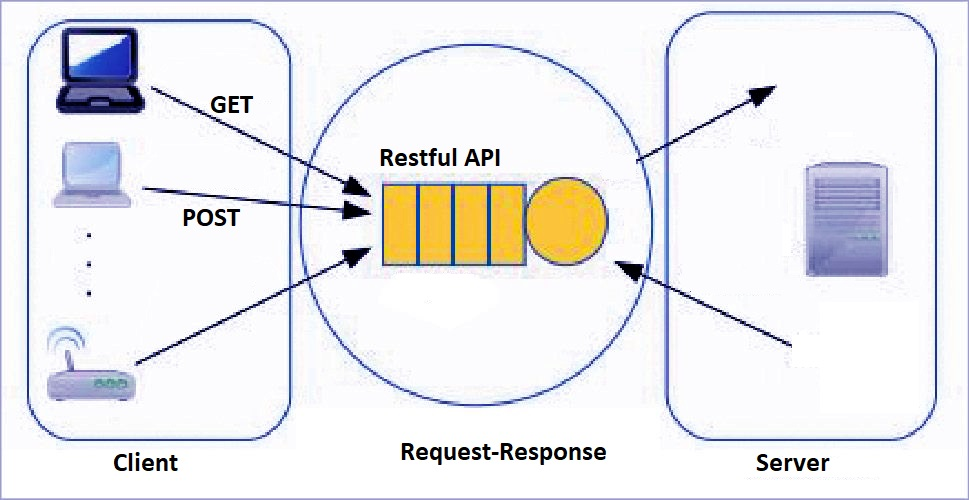 GET
Restful API
POST
Request-Response
Client
Server